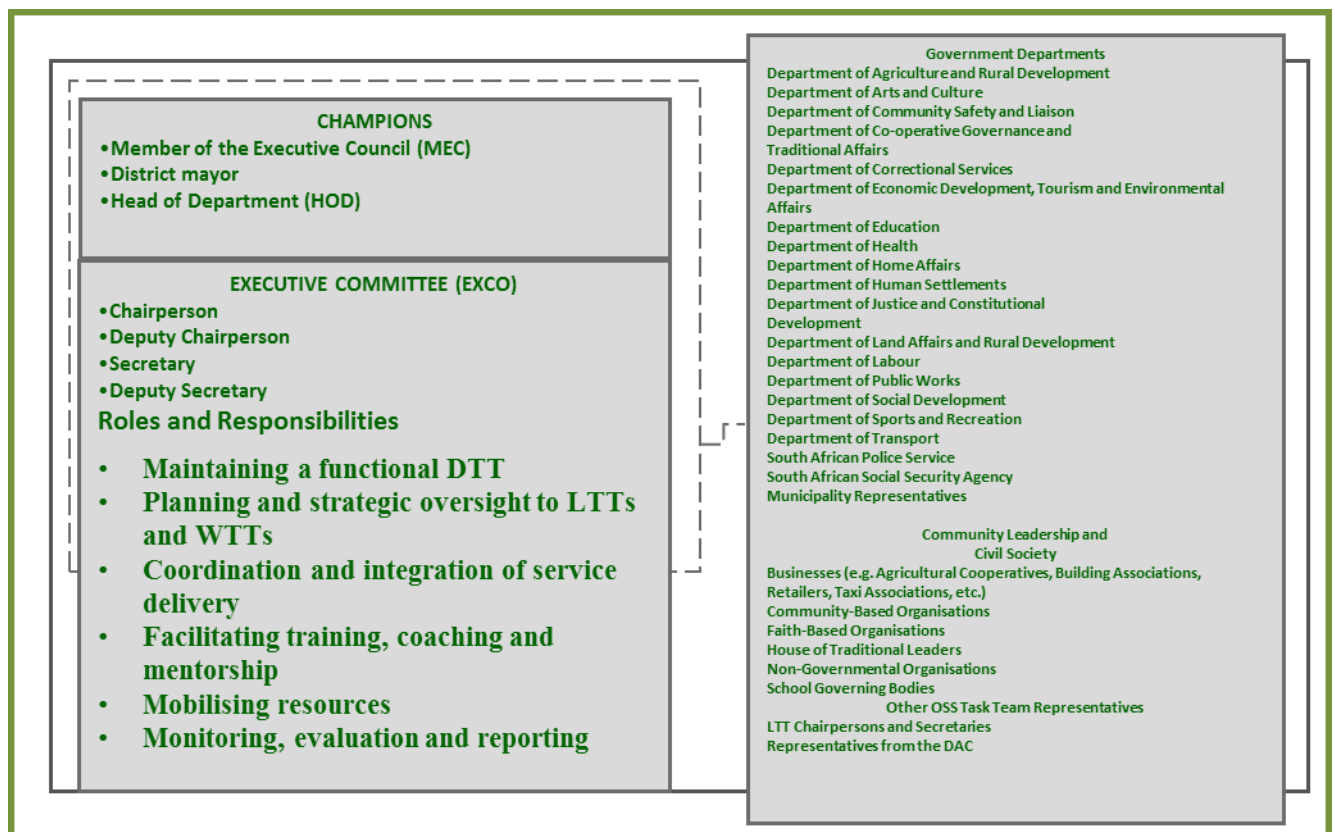 CHAMPIONS
•Member of the Executive Council (MEC)
•District mayor
•Head of Department (HOD)
EXECUTIVE COMMITTEE (EXCO)
•Chairperson
•Deputy Chairperson
•Secretary
•Deputy Secretary
Roles and Responsibilities
• Maintaining a functional DTT
• Planning and strategic oversight to LTTs
and WTTs
• Coordination and integration of service
delivery
• Facilitating training, coaching and
mentorship
• Mobilising resources
• Monitoring, evaluation and reporting
Government Departments
Department of Agriculture and Rural Development
Department of Arts and Culture
Department of Community Safety and Liaison
Department of Co-operative Governance and
Traditional Affairs
Department of Correctional Services
Department of Economic Development, Tourism and Environmental
Affairs
Department of Education
Department of Health
Department of Home Affairs
Department of Human Settlements
Department of Justice and Constitutional
Development
Department of Land Affairs and Rural Development
Department of Labour
Department of Public Works
Department of Social Development
Department of Sports and Recreation
Department of Transport
South African Police Service
South African Social Security Agency
Municipality Representatives
Community Leadership and
Civil Society
Businesses (e.g. Agricultural Cooperatives, Building Associations,
Retailers, Taxi Associations, etc.)
Community-Based Organisations
Faith-Based Organisations
House of Traditional Leaders
Non-Governmental Organisations
School Governing Bodies
Other OSS Task Team Representatives
LTT Chairpersons and Secretaries
Representatives from the DAC